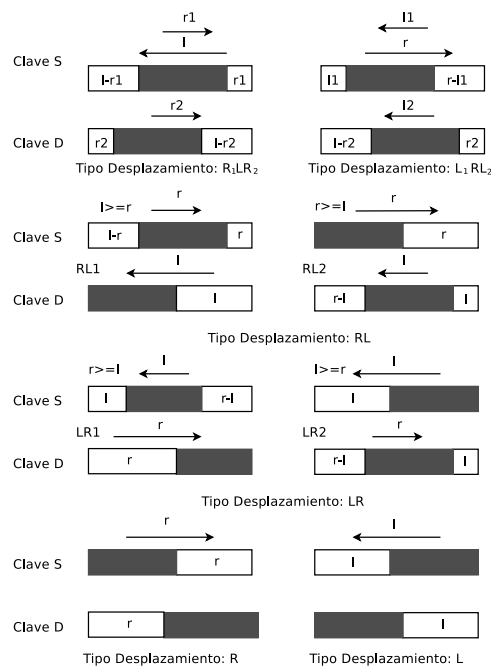 r1
l
Clave S
l-r1
r1
l1
r
l1
r-l1
r2
Clave D
r2
l-r2
l2
l-r2
r2
Tipo Desplazamiento: R₁LR₂
Tipo Desplazamiento: L₁RL₂
l>=r
r
Clave S
l-r
r
r>=l
r
r
RL1
l
Clave D
l
RL2
l
r-l
l
Tipo Desplazamiento: RL
r>=l
l
Clave S
l
r-l
l>=r
l
l
LR1
r
Clave D
r
LR2
r
r-l
l
Tipo Desplazamiento: LR
r
Clave S
r
l
l
Clave D
r
l
Tipo Desplazamiento: R
Tipo Desplazamiento: L